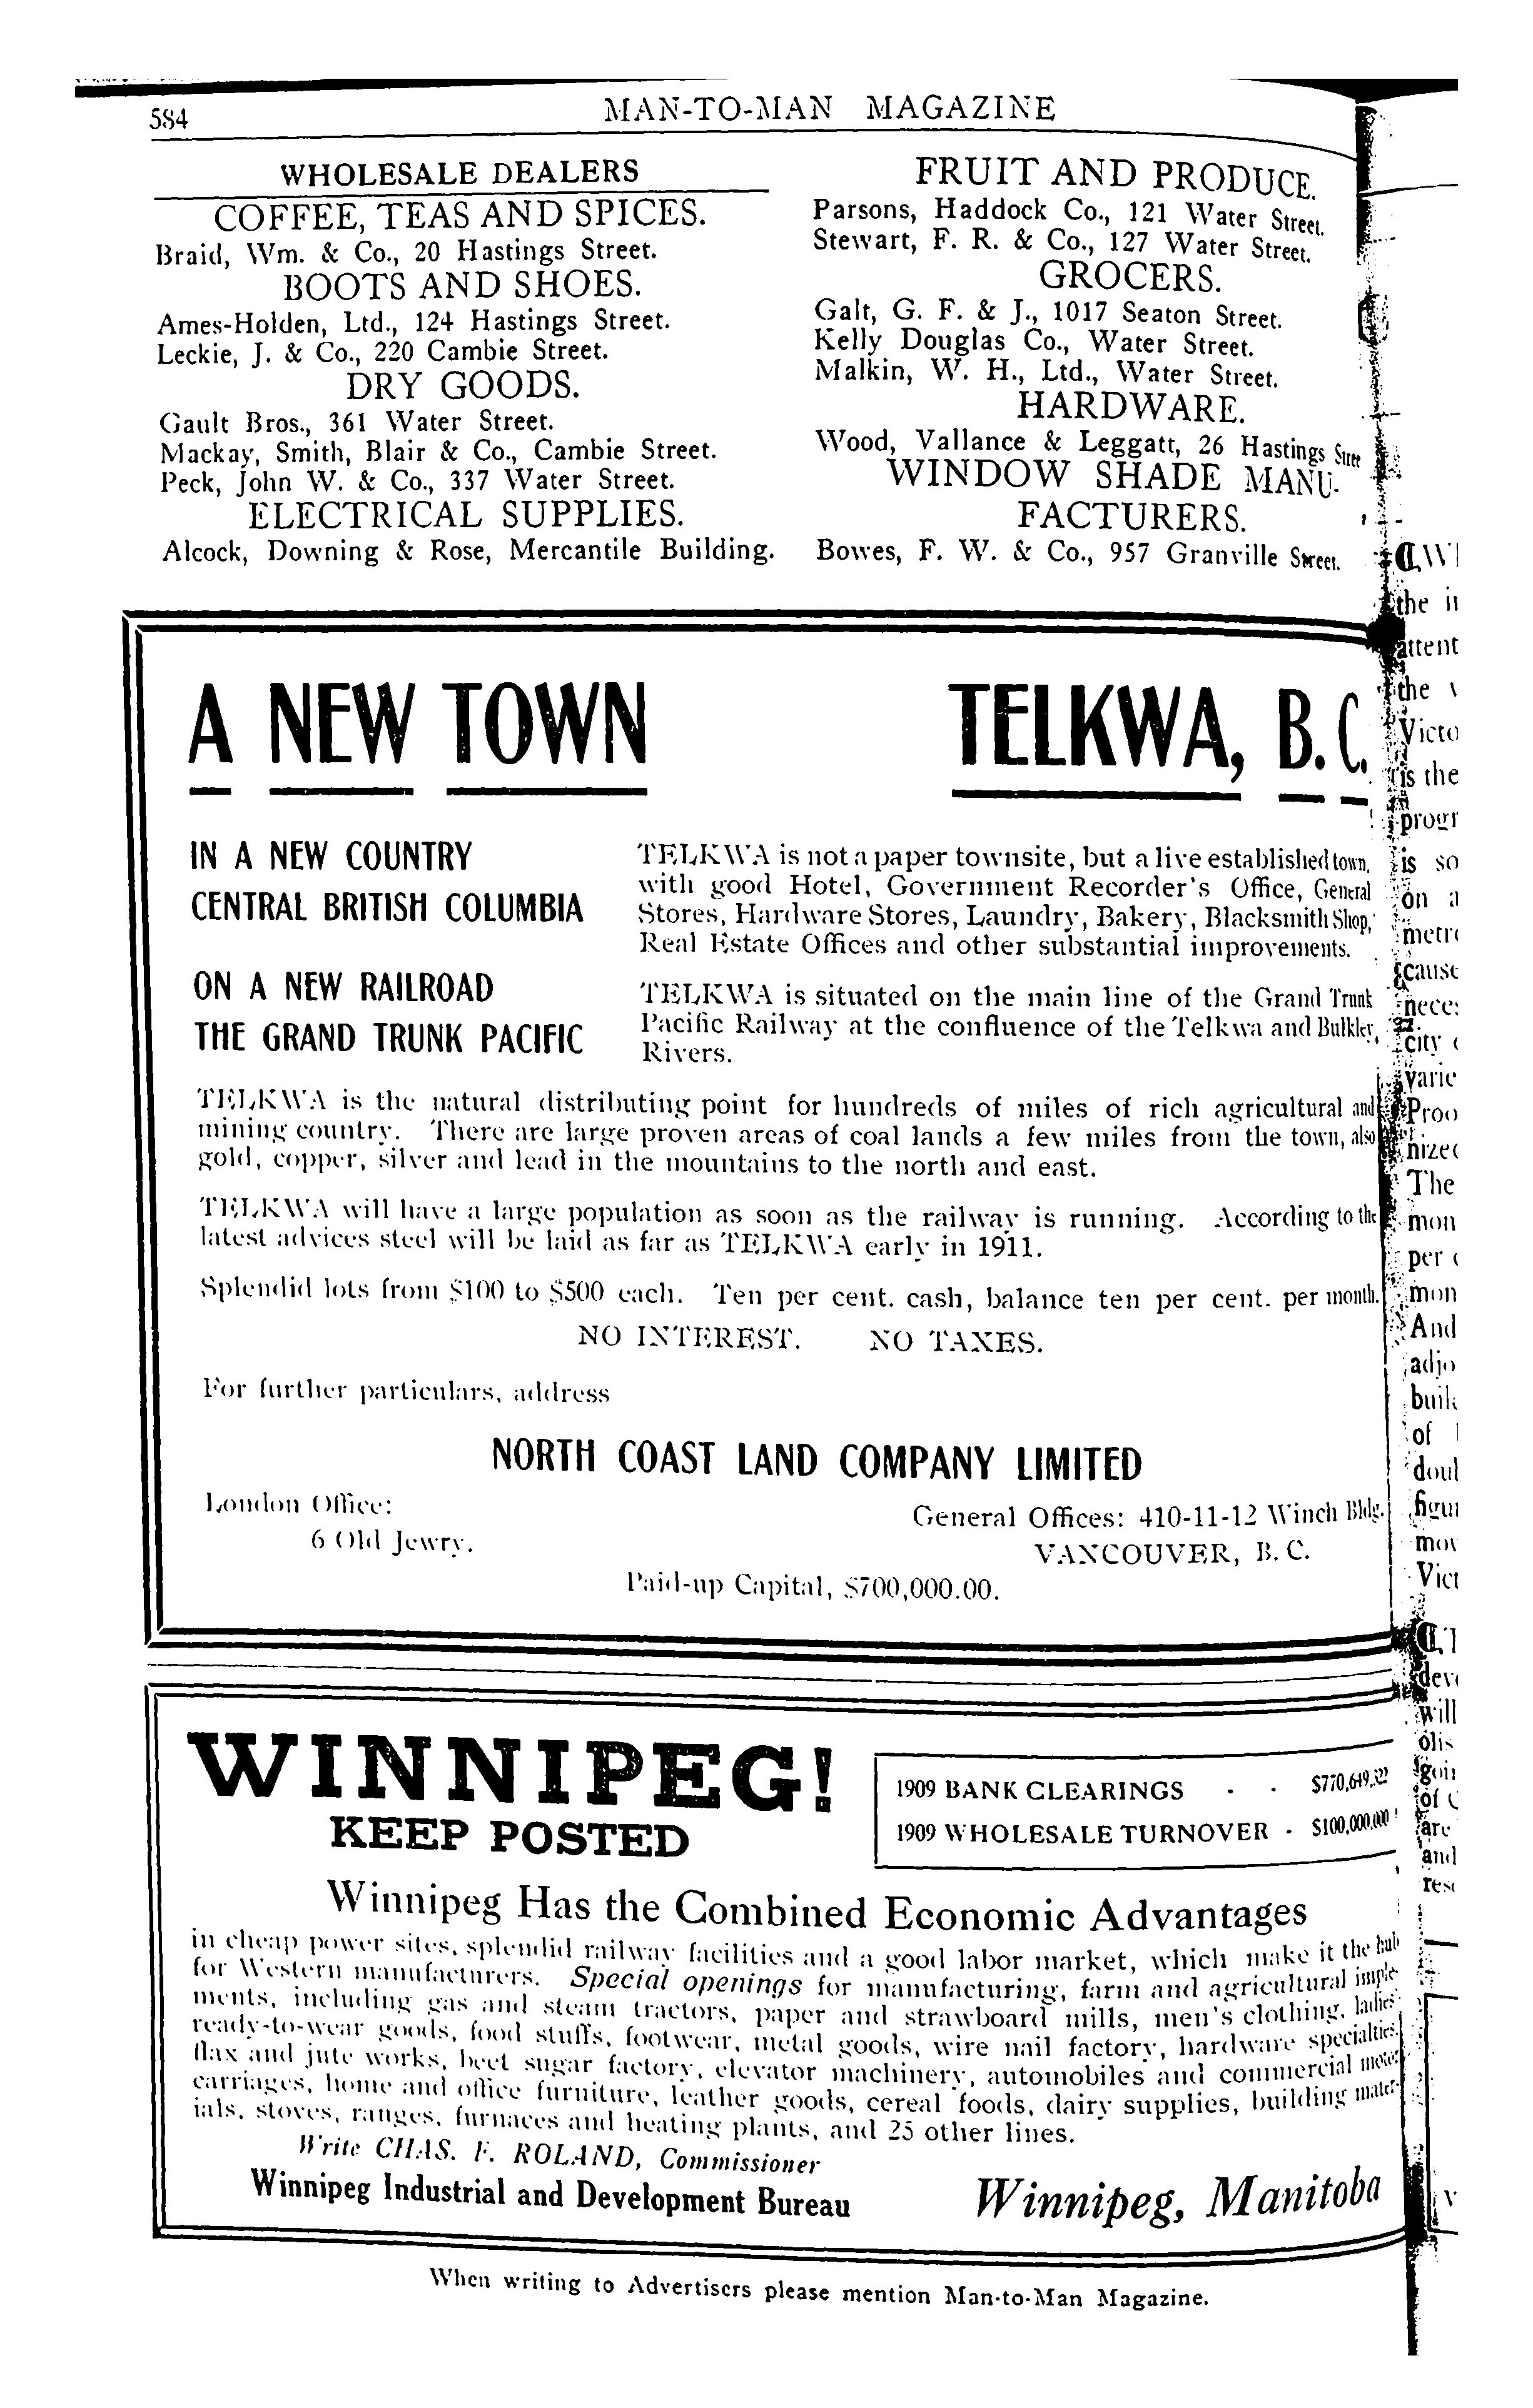 584
MAN-TO-MAN MAGAZINE
WHOLESALE DEALERS
COFFEE, TEAS AND SPICES.
Braid, Wm. & Co., 20 Hastings Street.
BOOTS AND SHOES.
Ames-Holden, Ltd., 124 Hastings Street.
Leckie, J. & Co., 220 Cambie Street.
DRY GOODS.
Gault Bros., 361 Water Street.
Mackay, Smith, Blair & Co., Cambie Street.
Peck, John W. & Co., 337 Water Street.
ELECTRICAL SUPPLIES.
Alcock, Downing & Rose, Mercantile Building.
FRUIT AND PRODUCE.
Parsons, Haddock Co., 121 Water Street.
Stewart, F. R. & Co., 127 Water Street.
GROCERS.
Galt, G. F. & J., 1017 Seaton Street.
Kelly Douglas Co., Water Street.
Malkin, W. H., Ltd., Water Street.
HARDWARE.
Wood, Vallance & Leggatt, 26 Hastings Stree
WINDOW SHADE MANU-
FACTURERS.
Bowes, F. W. & Co., 957 Granville Street.
A NEW TOWN TELKWA, B.C.
IN A NEW COUNTRY
CENTRAL BRITISH COLUMBIA
TELKWA is not a paper townsite, but a live established town,
with good Hotel, Government Recorder's Office, General
Stores, Hardware Stores, Laundry, Bakery, Blacksmith Shop,
Real Estate Offices and other substantial improvements.
ON A NEW RAILROAD
THE GRAND TRUNK PACIFIC
TELKWA is situated on the main line of the Grand Trunk
Pacific Railway at the confluence of the Telkwa and Bulkley
Rivers.
TELKWA is the natural distributing point for hundreds of miles of rich agricultural and
mining country. There are large proven areas of coal lands a few miles from the town, also
gold, copper, silver and lead in the mountains to the north and east.
TELKWA will have a large population as soon as the railway is running. According to the
latest advices steel will be laid as far as TELKWA early in 1911.
Splendid lots from $100 to $500 each. Ten per cent. cash, balance ten per cent. per month.
NO INTEREST. NO TAXES.
For further particulars, address
NORTH COAST LAND COMPANY LIMITED
London Office:
6 Old Jewry.
General Offices: 410-11-12 Winch Bldg.
VANCOUVER, B. C.
Paid-up Capital, $700,000.00.
WINNIPEG!
KEEP POSTED
1909 BANK CLEARINGS - - $770,649,322
1909 WHOLESALE TURNOVER - $100,000,000
Winnipeg Has the Combined Economic Advantages
in cheap power sites, splendid railway facilities and a good labor market, which make it the hub
for Western manufacturers. Special openings for manufacturing, farm and agricultural imple-
ments, including gas and steam tractors, paper and strawboard mills, men's clothing, ladies'
ready-to-wear goods, food stuffs, footwear, metal goods, wire nail factory, hardware specialties,
flax and jute works, beet sugar factory, elevator machinery, automobiles and commercial motor
carriages, home and office furniture, leather goods, cereal foods, dairy supplies, building mater-
ials, stoves, ranges, furnaces and heating plants, and 25 other lines.
Write CHAS. F. ROLAND, Commissioner
Winnipeg Industrial and Development Bureau
Winnipeg, Manitoba
When writing to Advertisers please mention Man-to-Man Magazine.